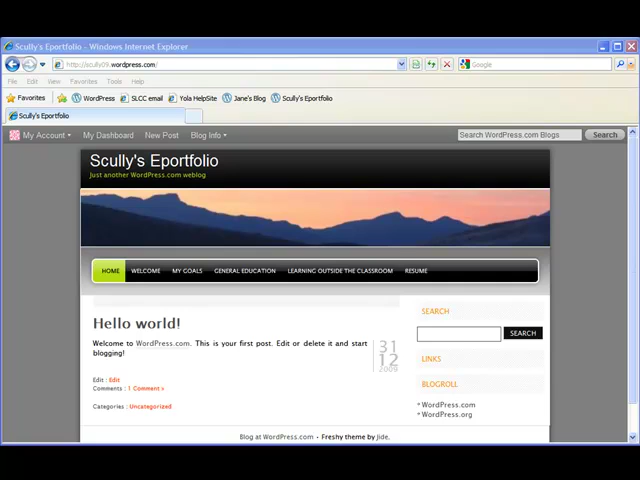 Scully's Eportfolio - Windows Internet Explorer
http://scully09.wordpress.com/
Google
File Edit View Favorites Tools Help
Favorites WordPress SLCC email Yola HelpSite Jane's Blog Scully's Eportfolio
Scully's Eportfolio
My Account My Dashboard New Post Blog Info Search WordPress.com Blogs Search
Scully's Eportfolio
Just another WordPress.com weblog
HOME WELCOME MY GOALS GENERAL EDUCATION LEARNING OUTSIDE THE CLASSROOM RESUME
Hello world!
Welcome to WordPress.com. This is your first post. Edit or delete it and start
blogging!
31
12
2009
Edit : Edit
Comments : 1 Comment »
Categories : Uncategorized
SEARCH
SEARCH
LINKS
BLOGROLL
WordPress.com
WordPress.org
Blog at WordPress.com • Freshy theme by Jide.